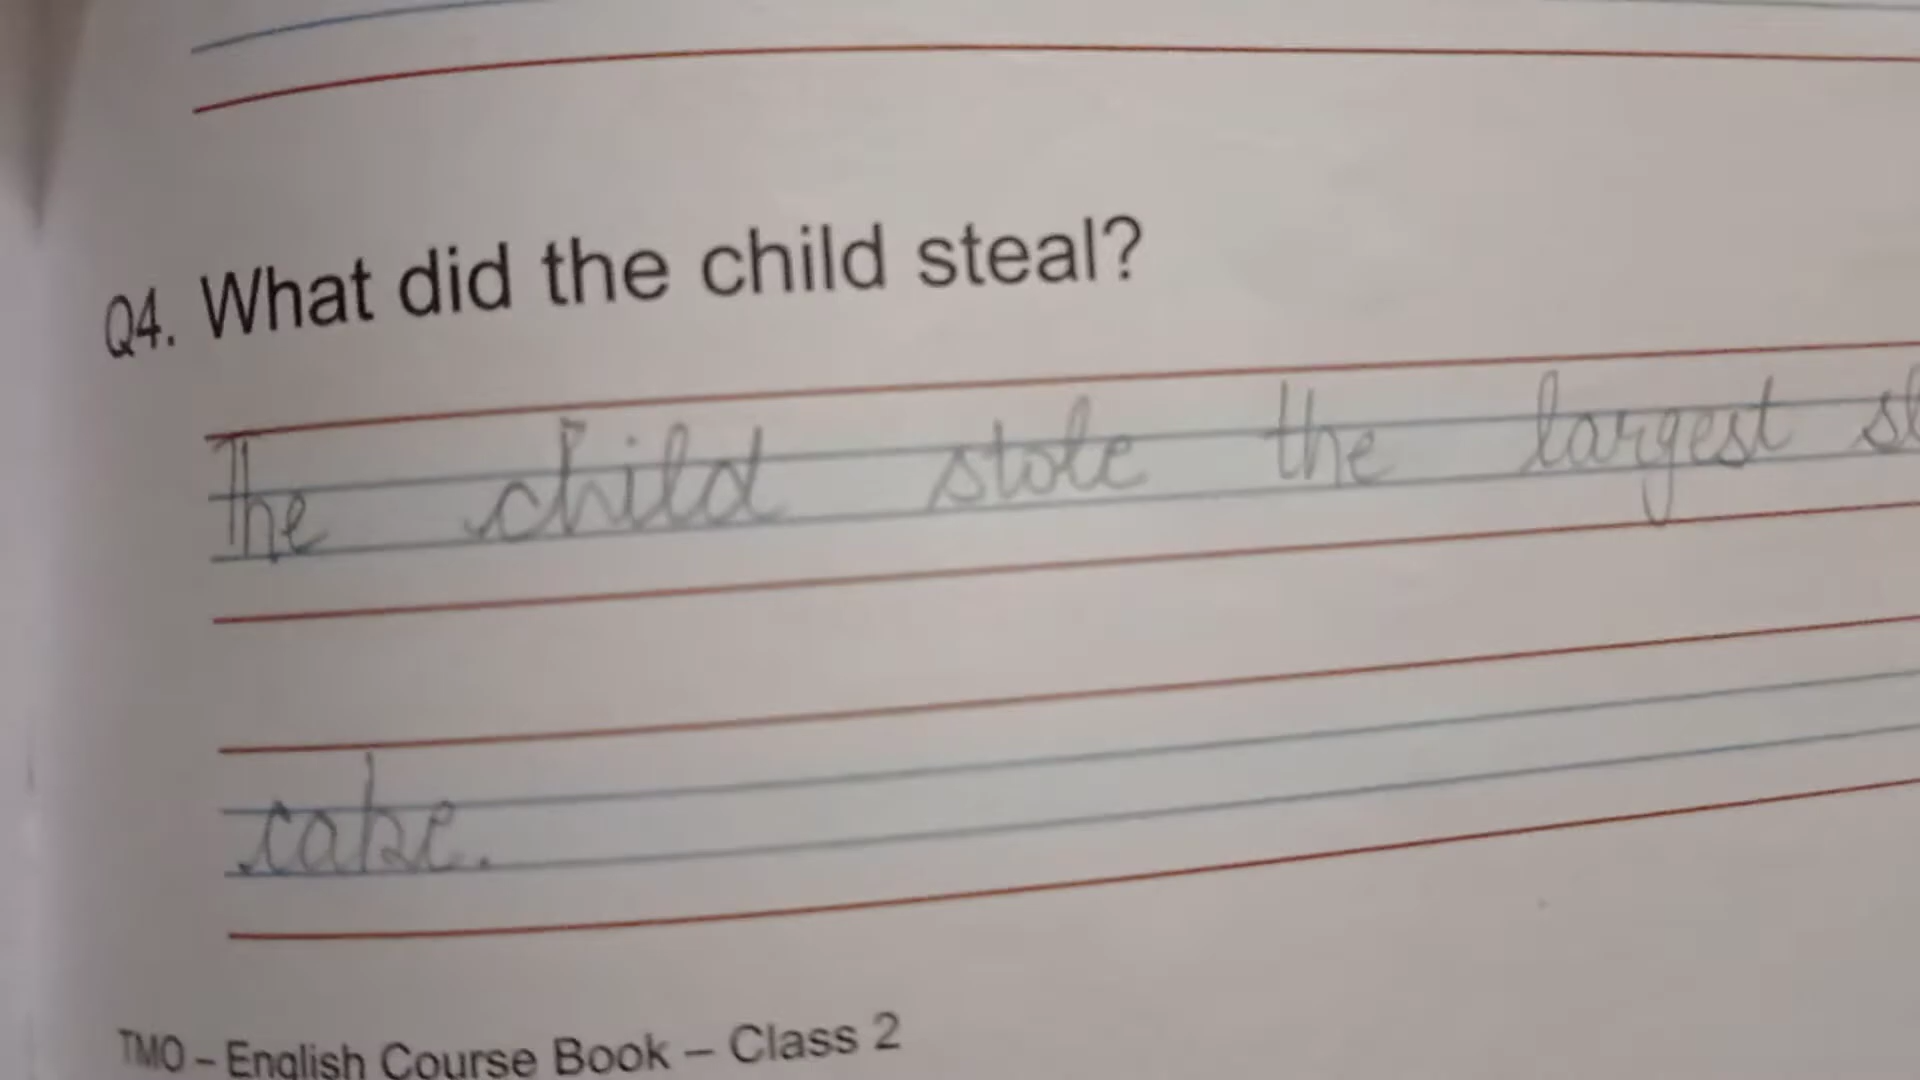 Q4. What did the child steal?
The child stole the largest
cake.
TMO – English Course Book – Class 2